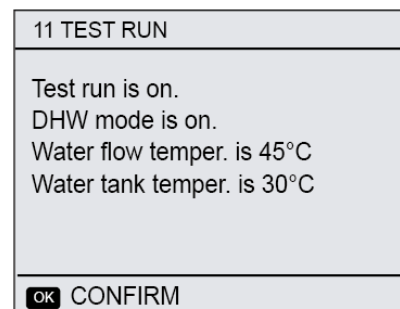 11 TEST RUN
Test run is on.
DHW mode is on.
Water flow temper. is 45°C
Water tank temper. is 30°C
OK CONFIRM